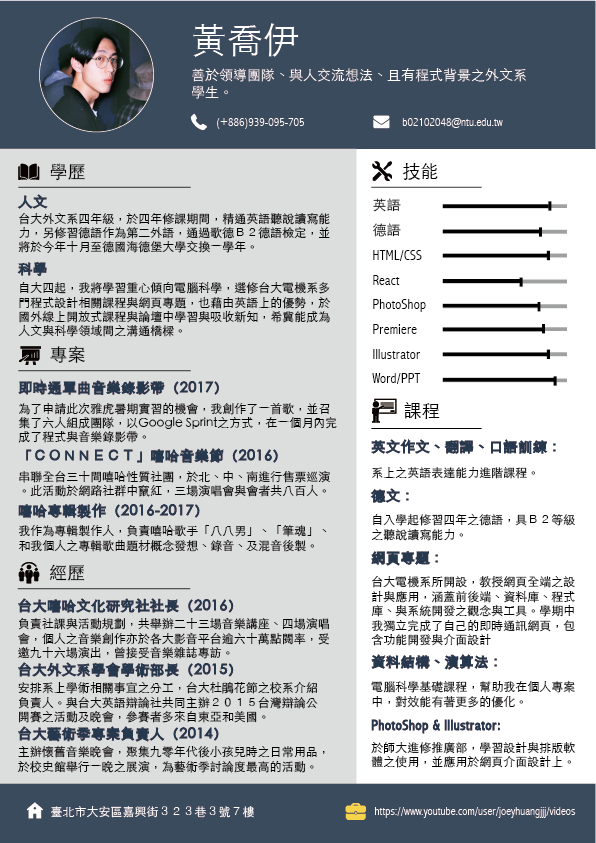 黃喬伊
善於領導團隊、與人交流想法、且有程式背景之外文系
學生。
(+886)939-095-705
b02102048@ntu.edu.tw
學歷
人文
台大外文系四年級，於四年修課期間，精通英語聽說讀寫能
力，另修習德語作為第二外語，通過歌德Ｂ２德語檢定，並
將於今年十月至德國海德堡大學交換一學年。
科學
自大四起，我將學習重心傾向電腦科學，選修台大電機系多
門程式設計相關課程與網頁專題，也藉由英語上的優勢，於
國外線上開放式課程與論壇中學習與吸收新知，希冀能成為
人文與科學領域間之溝通橋樑。
專案
即時通單曲音樂錄影帶（2017）
為了申請此次雅虎暑期實習的機會，我創作了一首歌，並召
集了六人組成團隊，以Google Sprint之方式，在一個月內完
成了程式與音樂錄影帶。
「ＣＯＮＮＥＣＴ」嘻哈音樂節（2016）
串聯全台三十間嘻哈性質社團，於北、中、南進行售票巡演
。此活動於網路社群中竄紅，三場演唱會與會者共八百人。
嘻哈專輯製作（2016-2017）
我作為專輯製作人，負責嘻哈歌手「八八男」、「筆魂」、
和我個人之專輯歌曲題材概念發想、錄音、及混音後製。
經歷
台大嘻哈文化研究社社長（2016）
負責社課與活動規劃，共舉辦二十三場音樂講座、四場演唱
會，個人之音樂創作亦於各大影音平台逾六十萬點閱率，受
邀九十六場演出，曾接受音樂雜誌專訪。
台大外文系學會學術部長（2015）
安排系上學術相關事宜之分工，台大杜鵑花節之校系介紹
負責人。與台大英語辯論社共同主辦２０１５台灣辯論公
開賽之活動及晚會，參賽者多來自東亞和美國。
台大藝術季專案負責人（2014）
主辦懷舊音樂晚會，聚集九零年代後小孩兒時之日常用品，
於校史館舉行一晚之展演，為藝術季討論度最高的活動。
技能
英語
德語
HTML/CSS
React
PhotoShop
Premiere
Illustrator
Word/PPT
課程
英文作文、翻譯、口語訓練：
系上之英語表達能力進階課程。
德文：
自入學起修習四年之德語，具Ｂ２等級
之聽說讀寫能力。
網頁專題：
台大電機系所開設，教授網頁全端之設
計與應用，涵蓋前後端、資料庫、程式
庫、與系統開發之觀念與工具。學期中
我獨立完成了自己的即時通訊網頁，包
含功能開發與介面設計
資料結構、演算法：
電腦科學基礎課程，幫助我在個人專案
中，對效能有著更多的優化。
PhotoShop & Illustrator:
於師大進修推廣部，學習設計與排版軟
體之使用，並應用於網頁介面設計上。
臺北市大安區嘉興街３２３巷３號７樓
https://www.youtube.com/user/joeyhuangjjj/videos